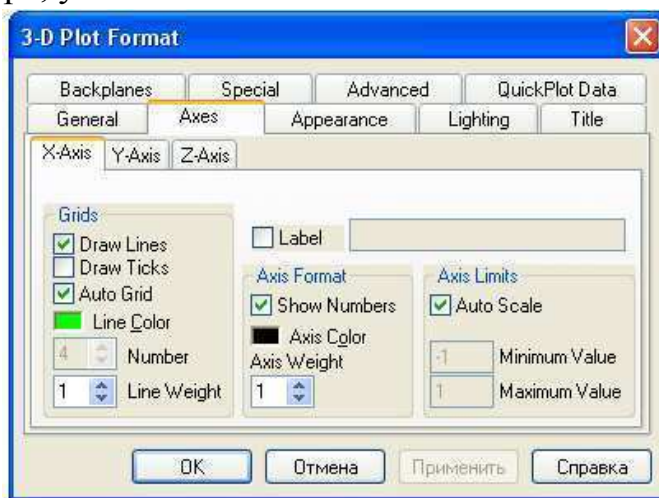 3-D Plot Format
Backplanes Special Advanced QuickPlot Data
General Axes Appearance Lighting Title
X-Axis Y-Axis Z-Axis
Grids
Draw Lines
Draw Ticks
Auto Grid
Line Color
4 Number
1 Line Weight
Label
Axis Format
Show Numbers
Axis Color
Axis Weight
1
Axis Limits
Auto Scale
-1 Minimum Value
1 Maximum Value
OK Отмена Применить Справка